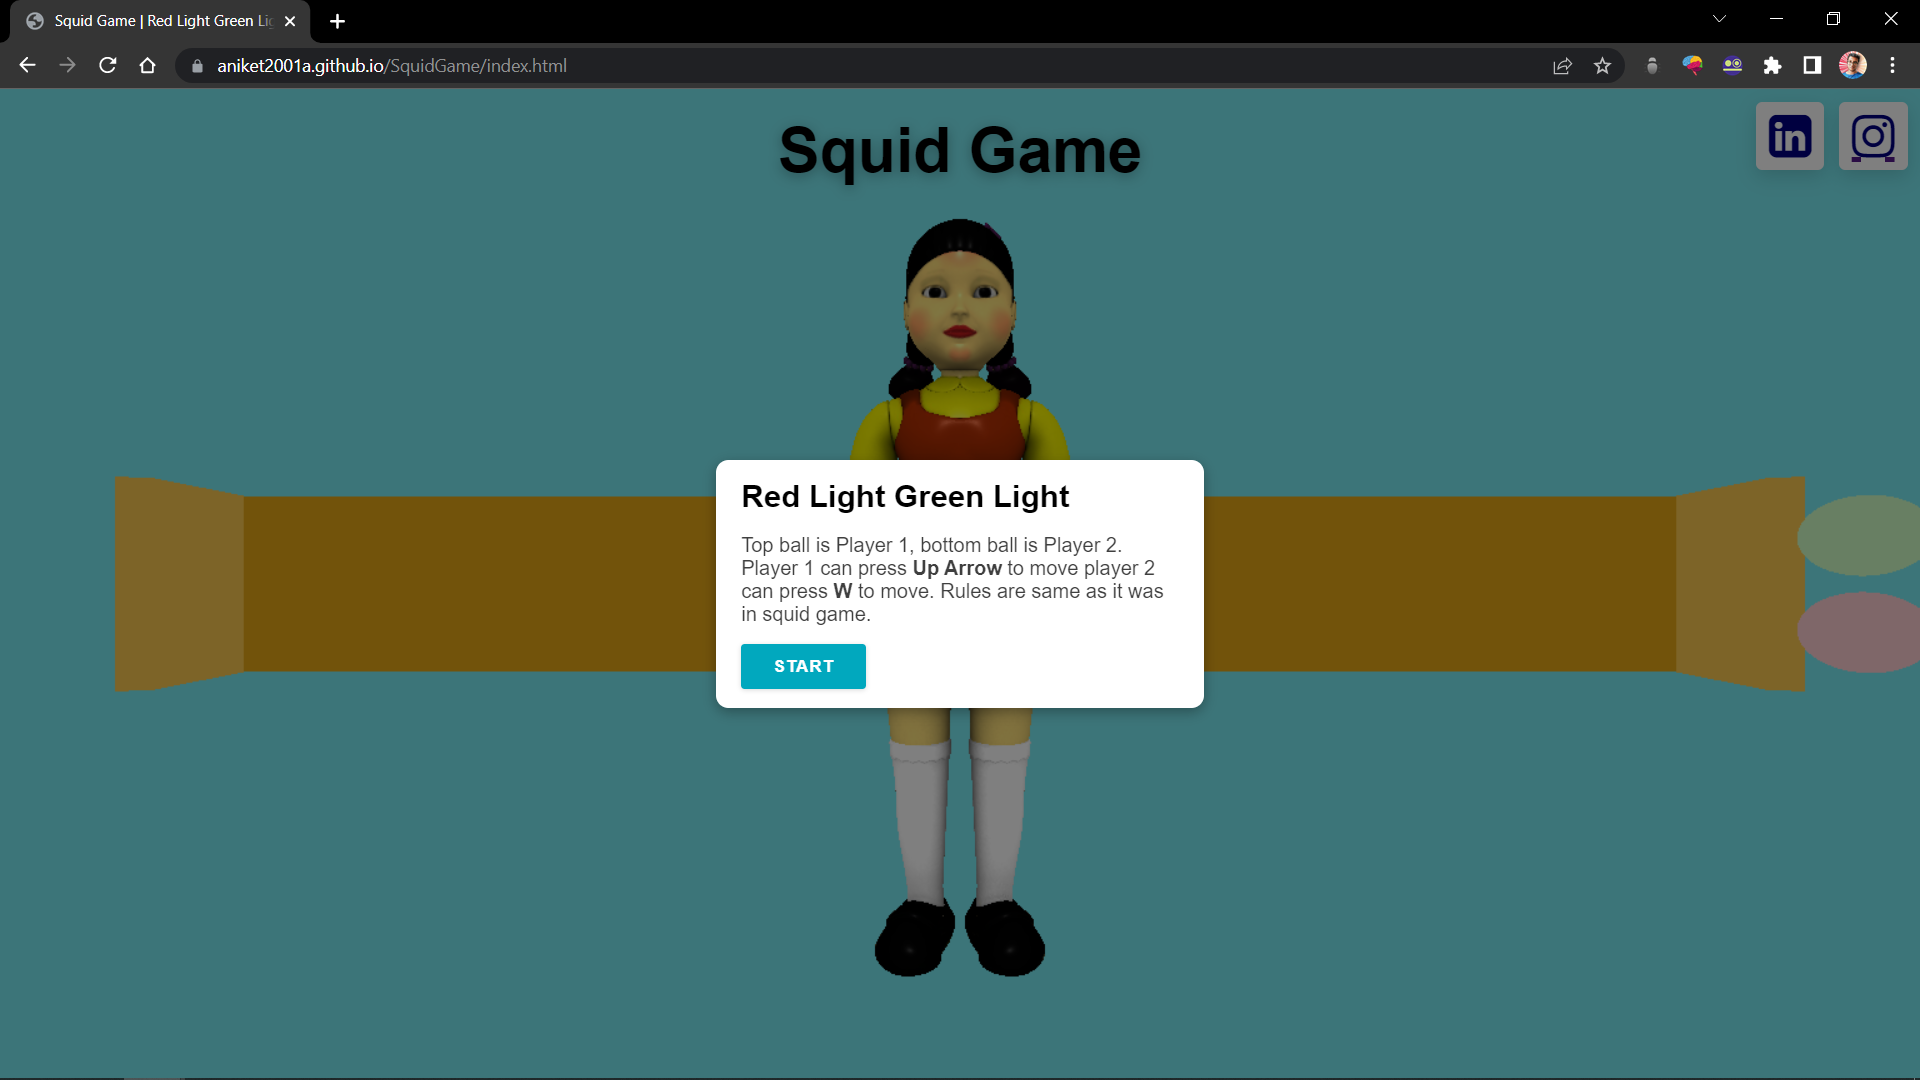 Squid Game | Red Light Green Li
aniket2001a.github.io/SquidGame/index.html
Squid Game
in
Red Light Green Light
Top ball is Player 1, bottom ball is Player 2.
Player 1 can press Up Arrow to move player 2
can press W to move. Rules are same as it was
in squid game.
START